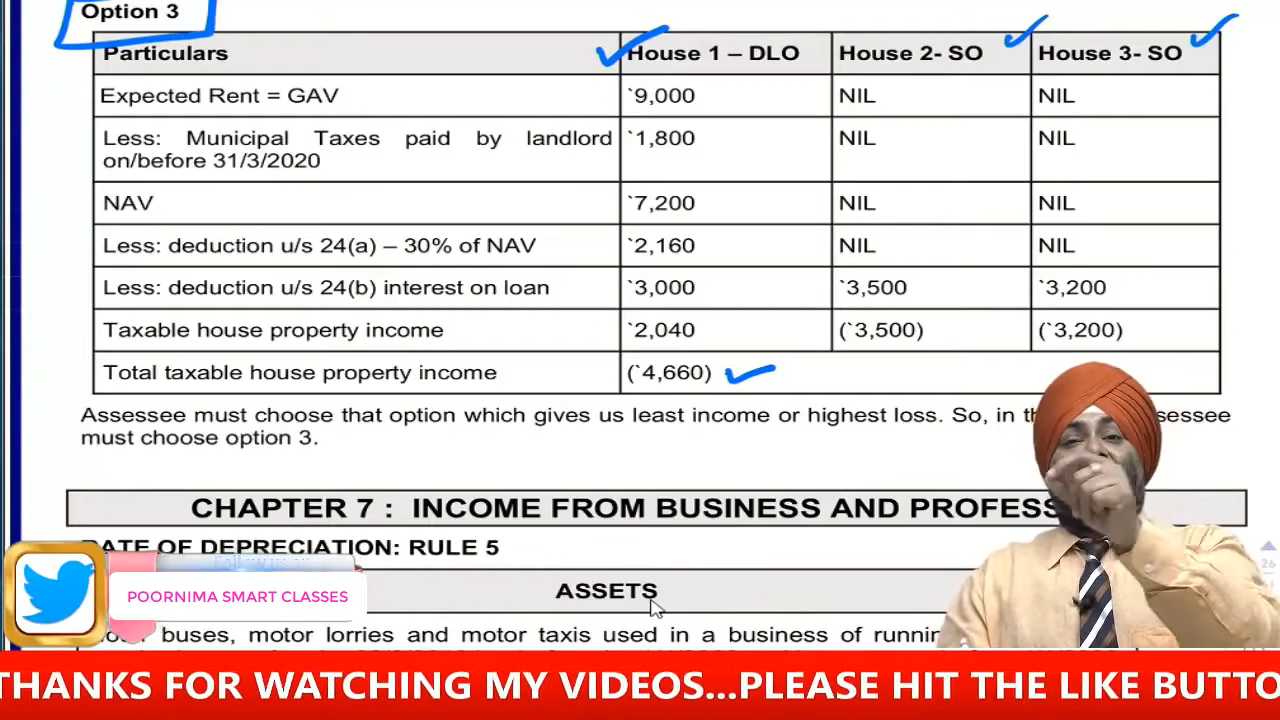 Option 3
Particulars House 1 – DLO House 2- SO House 3- SO
Expected Rent = GAV `9,000 NIL NIL
Less: Municipal Taxes paid by landlord on/before 31/3/2020 `1,800 NIL NIL
NAV `7,200 NIL NIL
Less: deduction u/s 24(a) – 30% of NAV `2,160 NIL NIL
Less: deduction u/s 24(b) interest on loan `3,000 `3,500 `3,200
Taxable house property income `2,040 (`3,500) (`3,200)
Total taxable house property income (`4,660)
Assessee must choose that option which gives us least income or highest loss. So, in
must choose option 3.
CHAPTER 7 : INCOME FROM BUSINESS AND
OF DEPRECIATION: RULE 5
ASSETS
POORNIMA SMART CLASSES
buses, motor lorries and motor taxis used in a business of
26
THANKS FOR WATCHING MY VIDEOS...PLEASE HIT THE LIKE